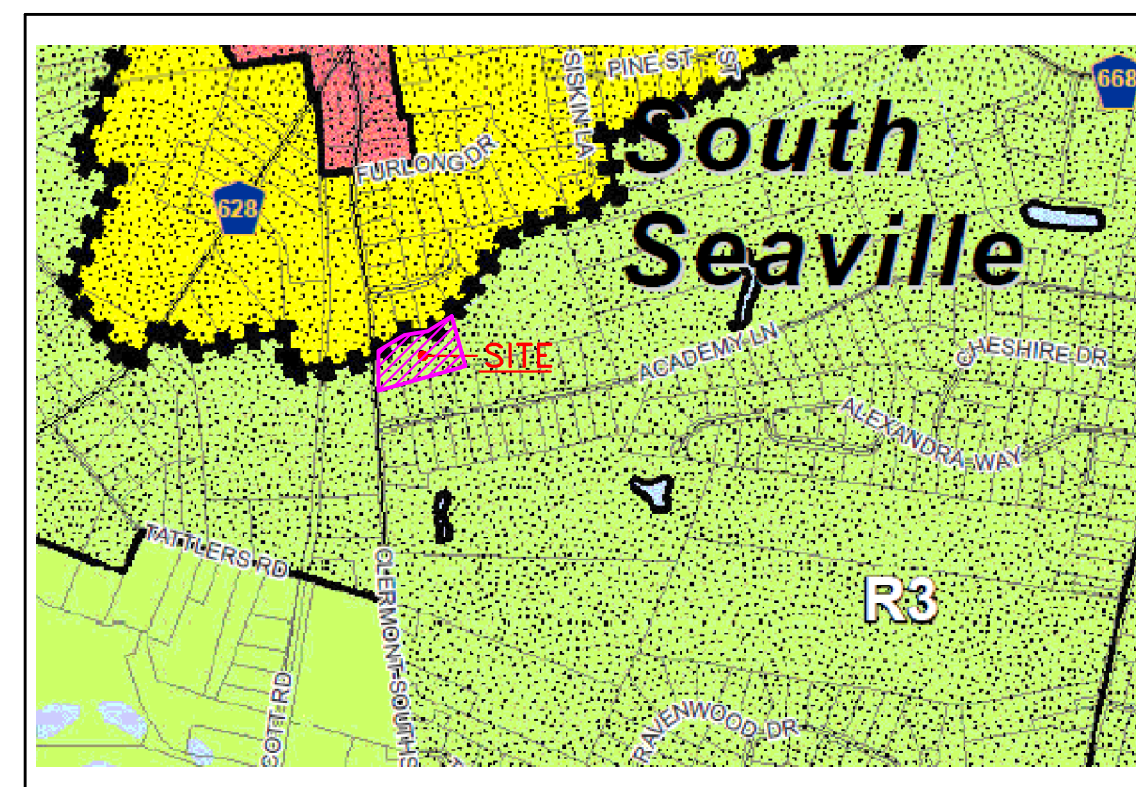 PINE ST
ST
SISKIN LA
668
South
Seaville
FURLONG DR
628
SITE
ACADEMY LN
CHESHIRE DR
ALEXANDRA WAY
TATTLERS RD
CLERMONT-SOUTHS
R3
SCOTT RD
RAVENWOOD-DR